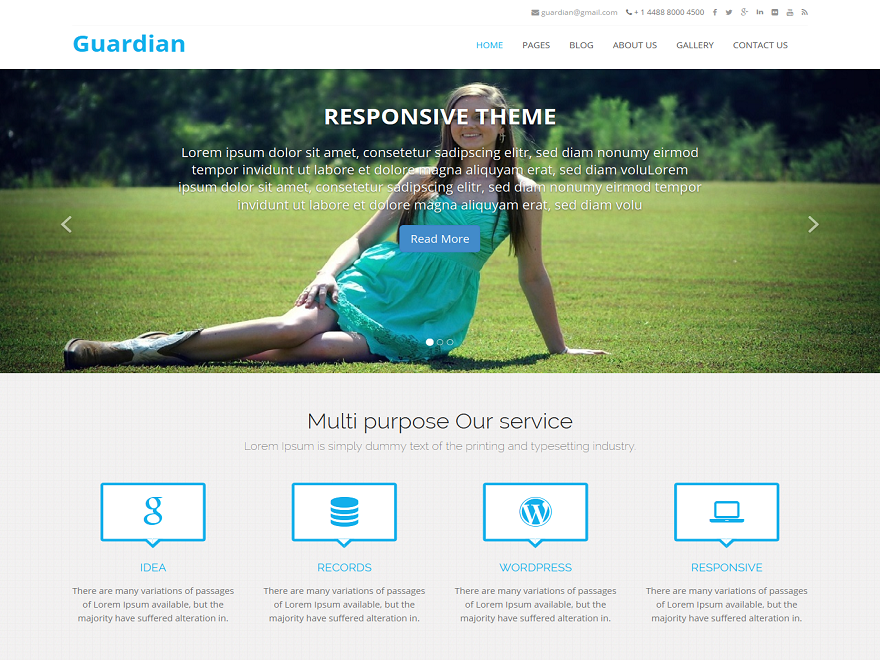 guardian@gmail.com + 1 4488 8000 4500
Guardian
HOME PAGES BLOG ABOUT US GALLERY CONTACT US
RESPONSIVE THEME
Lorem ipsum dolor sit amet, consetetur sadipscing elitr, sed diam nonumy eirmod
tempor invidunt ut labore et dolore magna aliquyam erat, sed diam voluLorem
ipsum dolor sit amet, consetetur sadipscing elitr, sed diam nonumy eirmod tempor
invidunt ut labore et dolore magna aliquyam erat, sed diam volu
Read More
Multi purpose Our service
Lorem Ipsum is simply dummy text of the printing and typesetting industry.
IDEA
There are many variations of passages
of Lorem Ipsum available, but the
majority have suffered alteration in.
RECORDS
There are many variations of passages
of Lorem Ipsum available, but the
majority have suffered alteration in.
WORDPRESS
There are many variations of passages
of Lorem Ipsum available, but the
majority have suffered alteration in.
RESPONSIVE
There are many variations of passages
of Lorem Ipsum available, but the
majority have suffered alteration in.